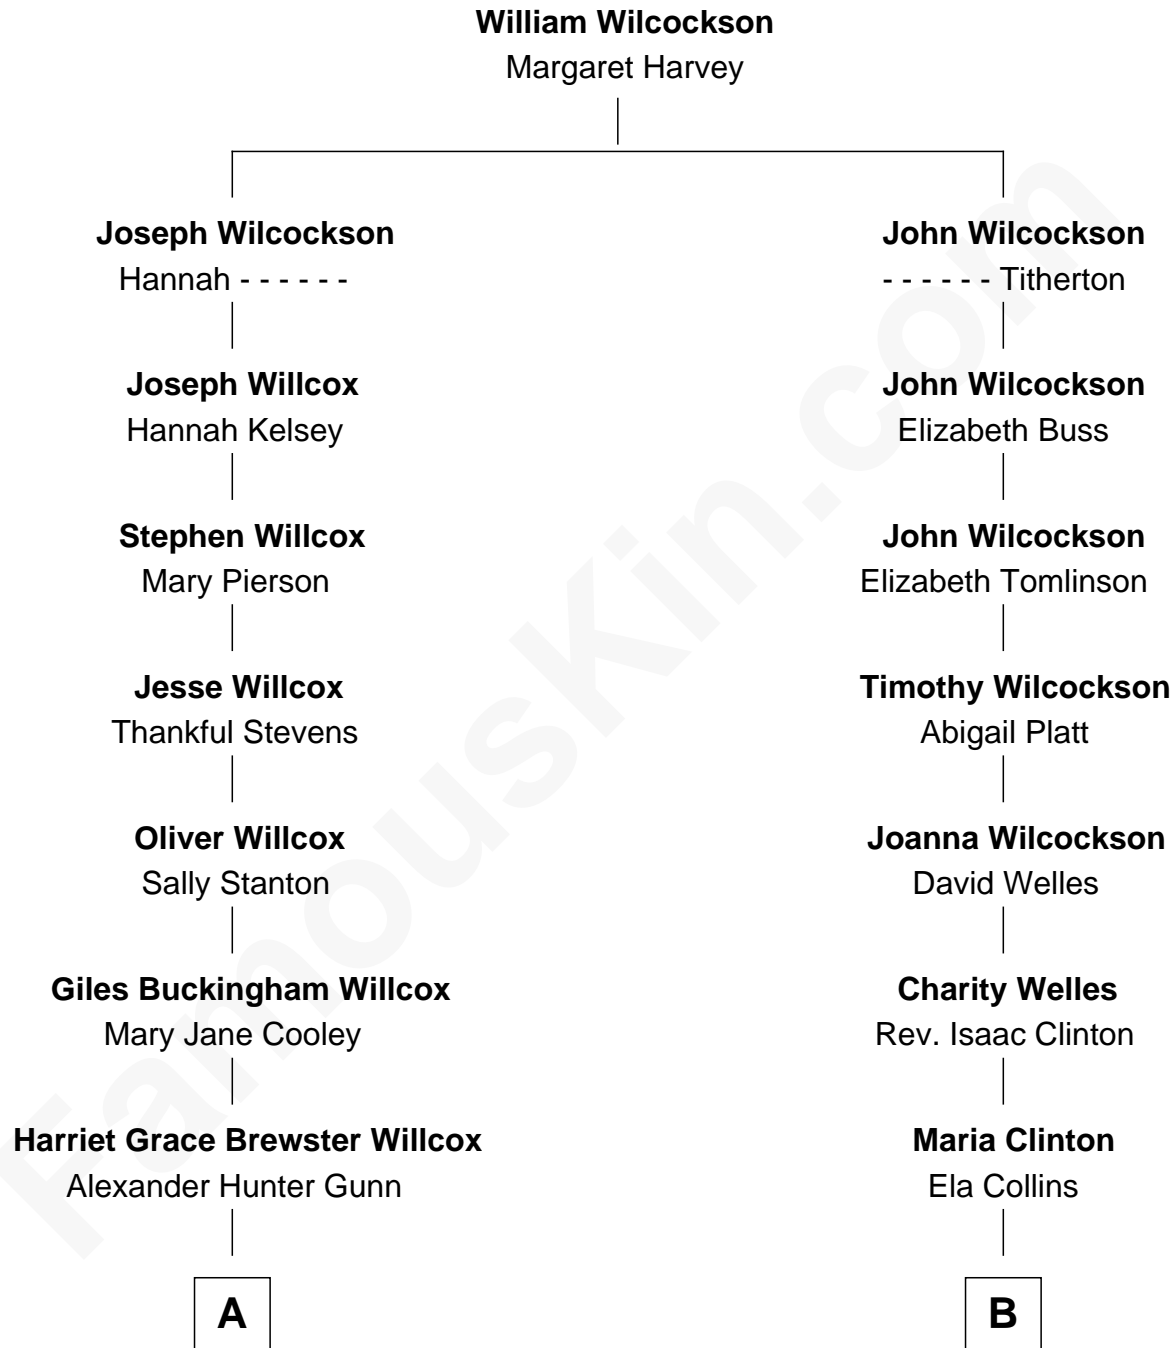 William Wilcockson
Margaret Harvey
Joseph Wilcockson
Hannah - - - - - -
John Wilcockson
- - - - - - Titherton
Joseph Willcox
Hannah Kelsey
John Wilcockson
Elizabeth Buss
Stephen Willcox
Mary Pierson
John Wilcockson
Elizabeth Tomlinson
Jesse Willcox
Thankful Stevens
Timothy Wilcockson
Abigail Platt
Oliver Willcox
Sally Stanton
Joanna Wilcockson
David Welles
Giles Buckingham Willcox
Mary Jane Cooley
Charity Welles
Rev. Isaac Clinton
Harriet Grace Brewster Willcox
Alexander Hunter Gunn
Maria Clinton
Ela Collins
A
B
FamousKin.com